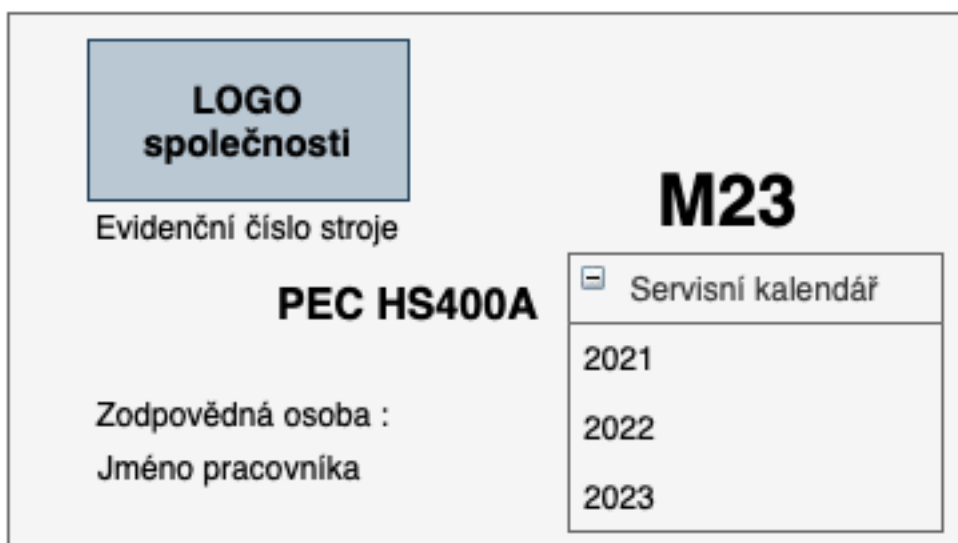 LOGO
společnosti
M23
Evidenční číslo stroje
Servisní kalendář
PEC HS400A
2021
Zodpovědná osoba :
2022
Jméno pracovníka
2023